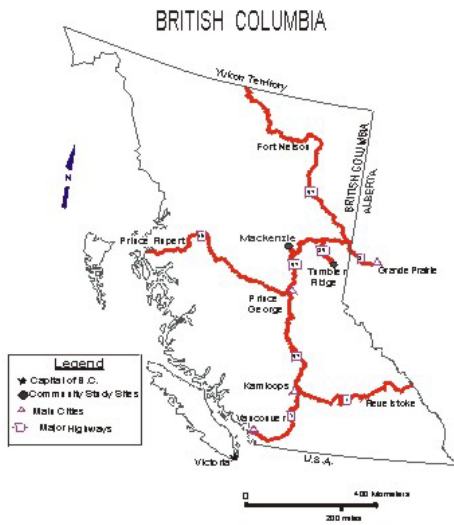 BRITISH COLUMBIA
Yukon Territory
Fort Nelson
BRITISH COLUMBIA
ALBERTA
N
Prince Rupert
16
Mackenzie
Tumbler
Ridge
Grande Prairie
Prince
George
Legend
Capital of B.C.
Community Study Sites
Main Cities
Major Highways
Kamloops
Revelstoke
Vancouver
Victoria
U.S.A.
0
400 kilometers
200 miles